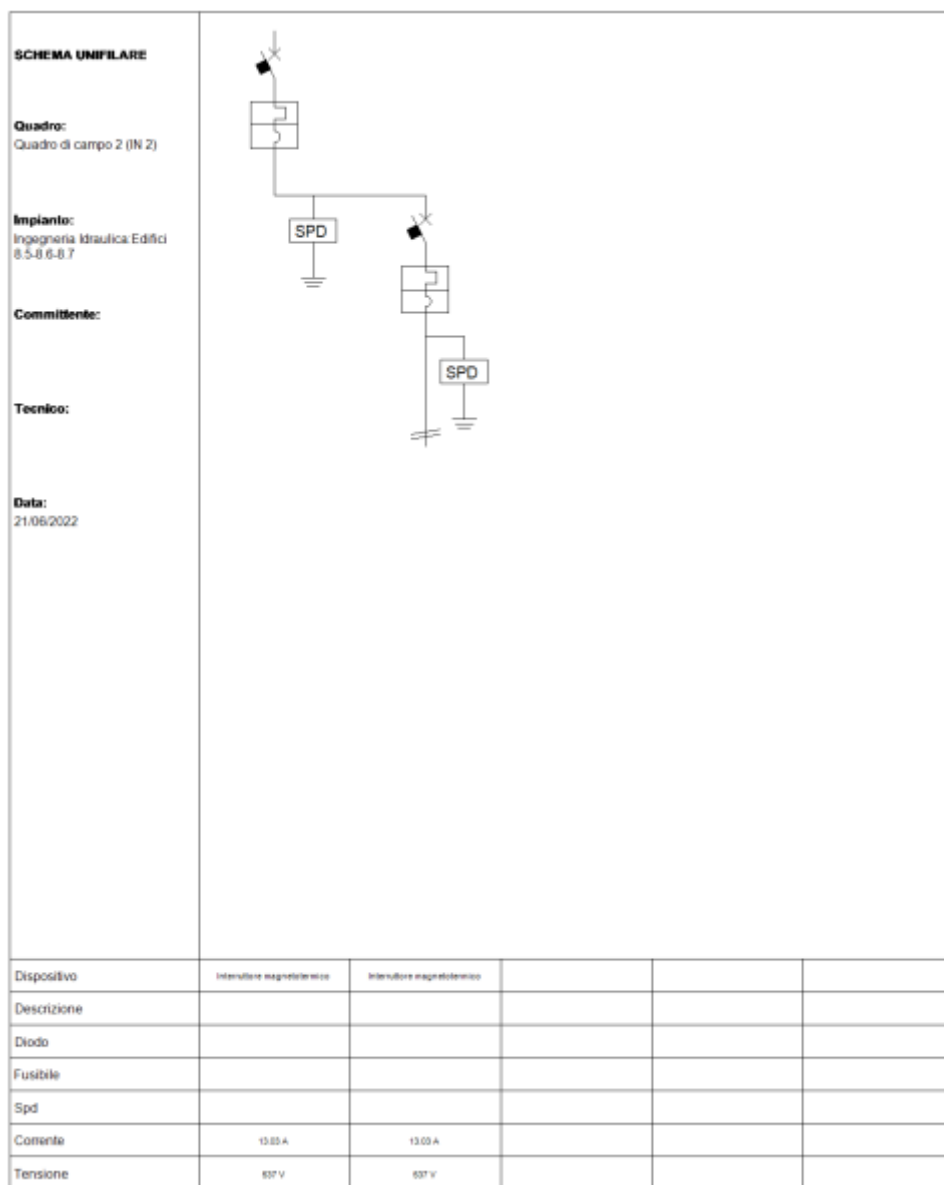 SCHEMA UNIFILARE
Quadro:
Quadro di campo 2 (IN 2)
Impianto:
Ingegneria Idraulica Edifici
8.5-8.6-8.7
Committente:
Tecnico:
Data:
21/06/2022
SPD
SPD
Dispositivo Interruttore magnetotermico Interruttore magnetotermico
Descrizione
Diodo
Fusibile
Spd
Corrente 13.03 A 13.03 A
Tensione 637 V 637 V